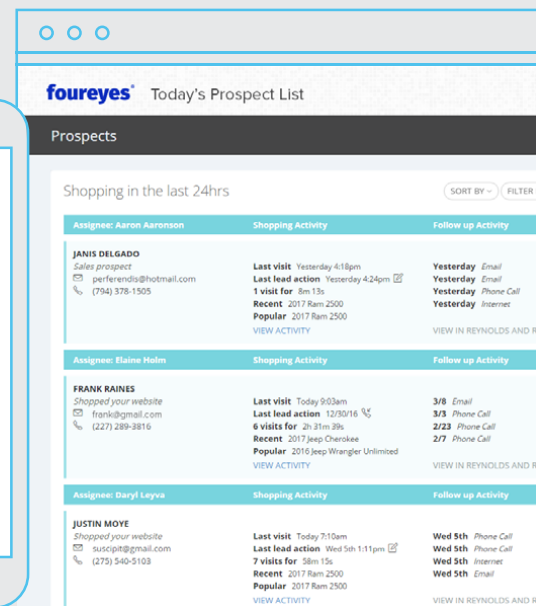 foureyes® Today's Prospect List
Prospects
Shopping in the last 24hrs SORT BY FILTER
Assignee: Aaron Aaronson Shopping Activity Follow up Activity
JANIS DELGADO
Sales prospect Last visit Yesterday 4:18pm Yesterday Email
perferendis@hotmail.com Last lead action Yesterday 4:24pm Yesterday Email
(794) 378-1505 1 visit for 8m 13s Yesterday Phone Call
Recent 2017 Ram 2500 Yesterday Internet
Popular 2017 Ram 2500
VIEW ACTIVITY VIEW IN REYNOLDS AND R
Assignee: Elaine Holm Shopping Activity Follow up Activity
FRANK RAINES
Shopped your website Last visit Today 9:03am 3/8 Email
frank@gmail.com Last lead action 12/30/16 3/3 Phone Call
(227) 289-3816 6 visits for 2h 31m 39s 2/23 Phone Call
Recent 2017 Jeep Cherokee 2/7 Phone Call
Popular 2016 Jeep Wrangler Unlimited
VIEW ACTIVITY VIEW IN REYNOLDS AND R
Assignee: Daryl Leyva Shopping Activity Follow up Activity
JUSTIN MOYE
Shopped your website Last visit Today 7:10am Wed 5th Phone Call
suscipit@gmail.com Last lead action Wed 5th 1:11pm Wed 5th Phone Call
(275) 540-5103 7 visits for 58m 15s Wed 5th Internet
Recent 2017 Ram 2500 Wed 5th Email
Popular 2017 Ram 2500
VIEW ACTIVITY VIEW IN REYNOLDS AND R